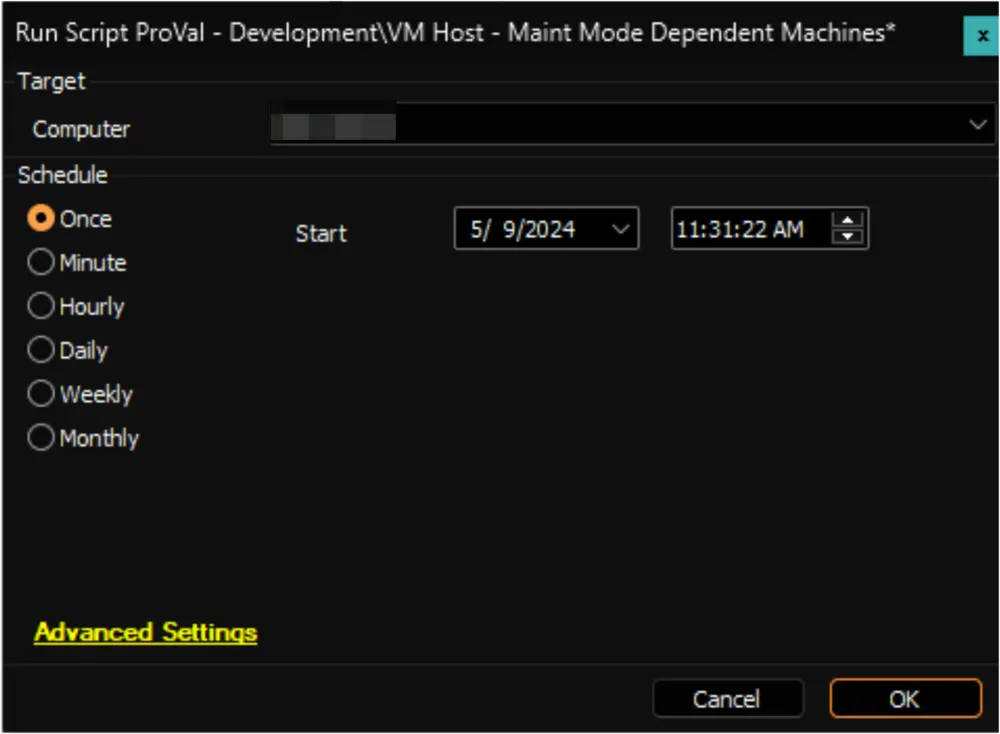 Run Script ProVal - Development\VM Host - Maint Mode Dependent Machines*
x
Target
Computer
Schedule
Once
Start
5/ 9/2024
11:31:22 AM
Minute
Hourly
Daily
Weekly
Monthly
Advanced Settings
Cancel
OK